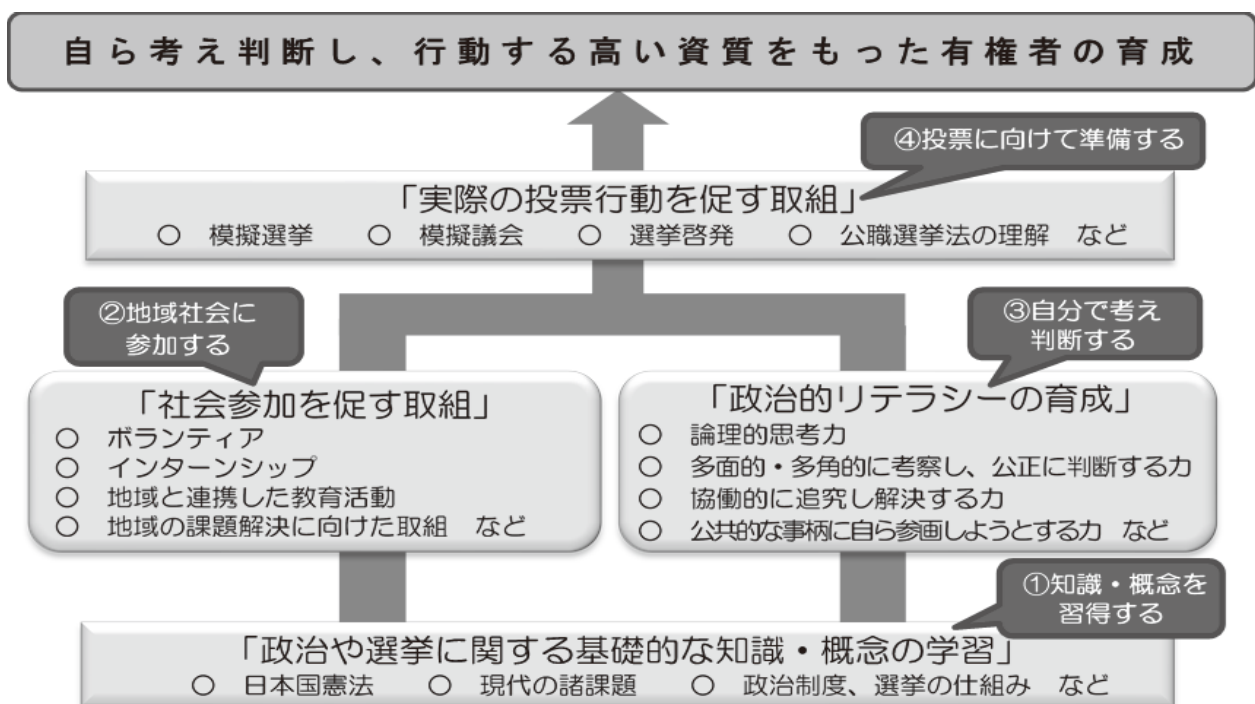 自ら考え判断し、行動する高い資質をもった有権者の育成
④投票に向けて準備する
「実際の投票行動を促す取組」
○ 模擬選挙 ○ 模擬議会 ○ 選挙啓発 ○ 公職選挙法の理解 など
②地域社会に
参加する
「社会参加を促す取組」
○ ボランティア
○ インターンシップ
○ 地域と連携した教育活動
○ 地域の課題解決に向けた取組 など
③自分で考え
判断する
「政治的リテラシーの育成」
○ 論理的思考力
○ 多面的・多角的に考察し、公正に判断する力
○ 協働的に追究し解決する力
○ 公共的な事柄に自ら参画しようとする力 など
①知識・概念を
習得する
「政治や選挙に関する基礎的な知識・概念の学習」
○ 日本国憲法 ○ 現代の諸課題 ○ 政治制度、選挙の仕組み など